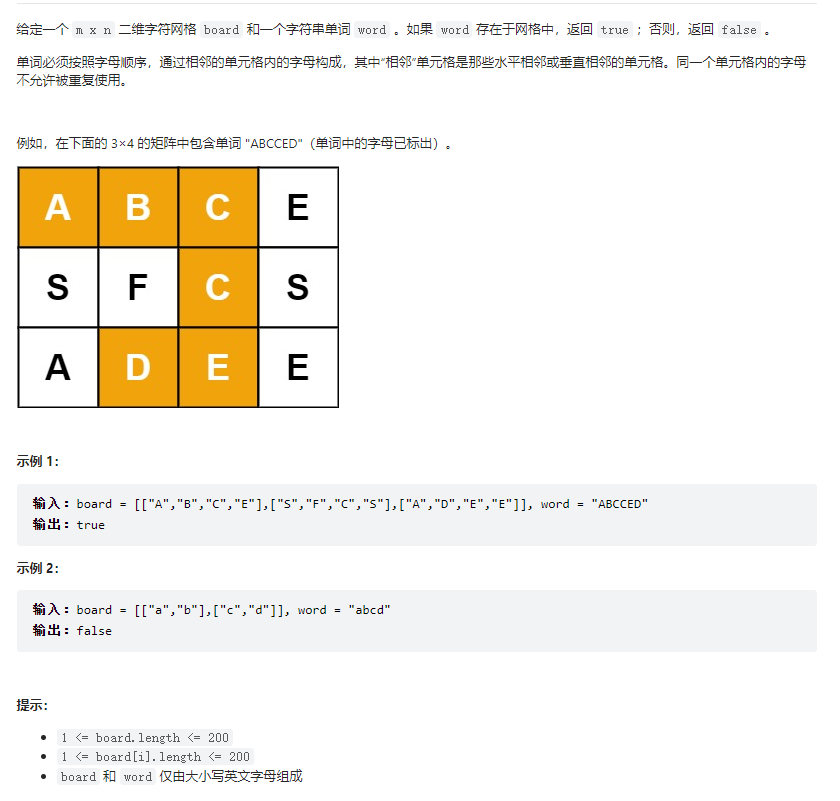 给定一个 m x n 二维字符网格 board 和一个字符串单词 word 。如果 word 存在于网格中，返回 true ；否则，返回 false 。
单词必须按照字母顺序，通过相邻的单元格内的字母构成，其中“相邻”单元格是那些水平相邻或垂直相邻的单元格。同一个单元格内的字母
不允许被重复使用。
例如，在下面的 3×4 的矩阵中包含单词 "ABCCED"（单词中的字母已标出）。
A B C E
S F C S
A D E E
示例 1：
输入：board = [["A","B","C","E"],["S","F","C","S"],["A","D","E","E"]], word = "ABCCED"
输出：true
示例 2：
输入：board = [["a","b"],["c","d"]], word = "abcd"
输出：false
提示：
1 <= board.length <= 200
1 <= board[i].length <= 200
board 和 word 仅由大小写英文字母组成